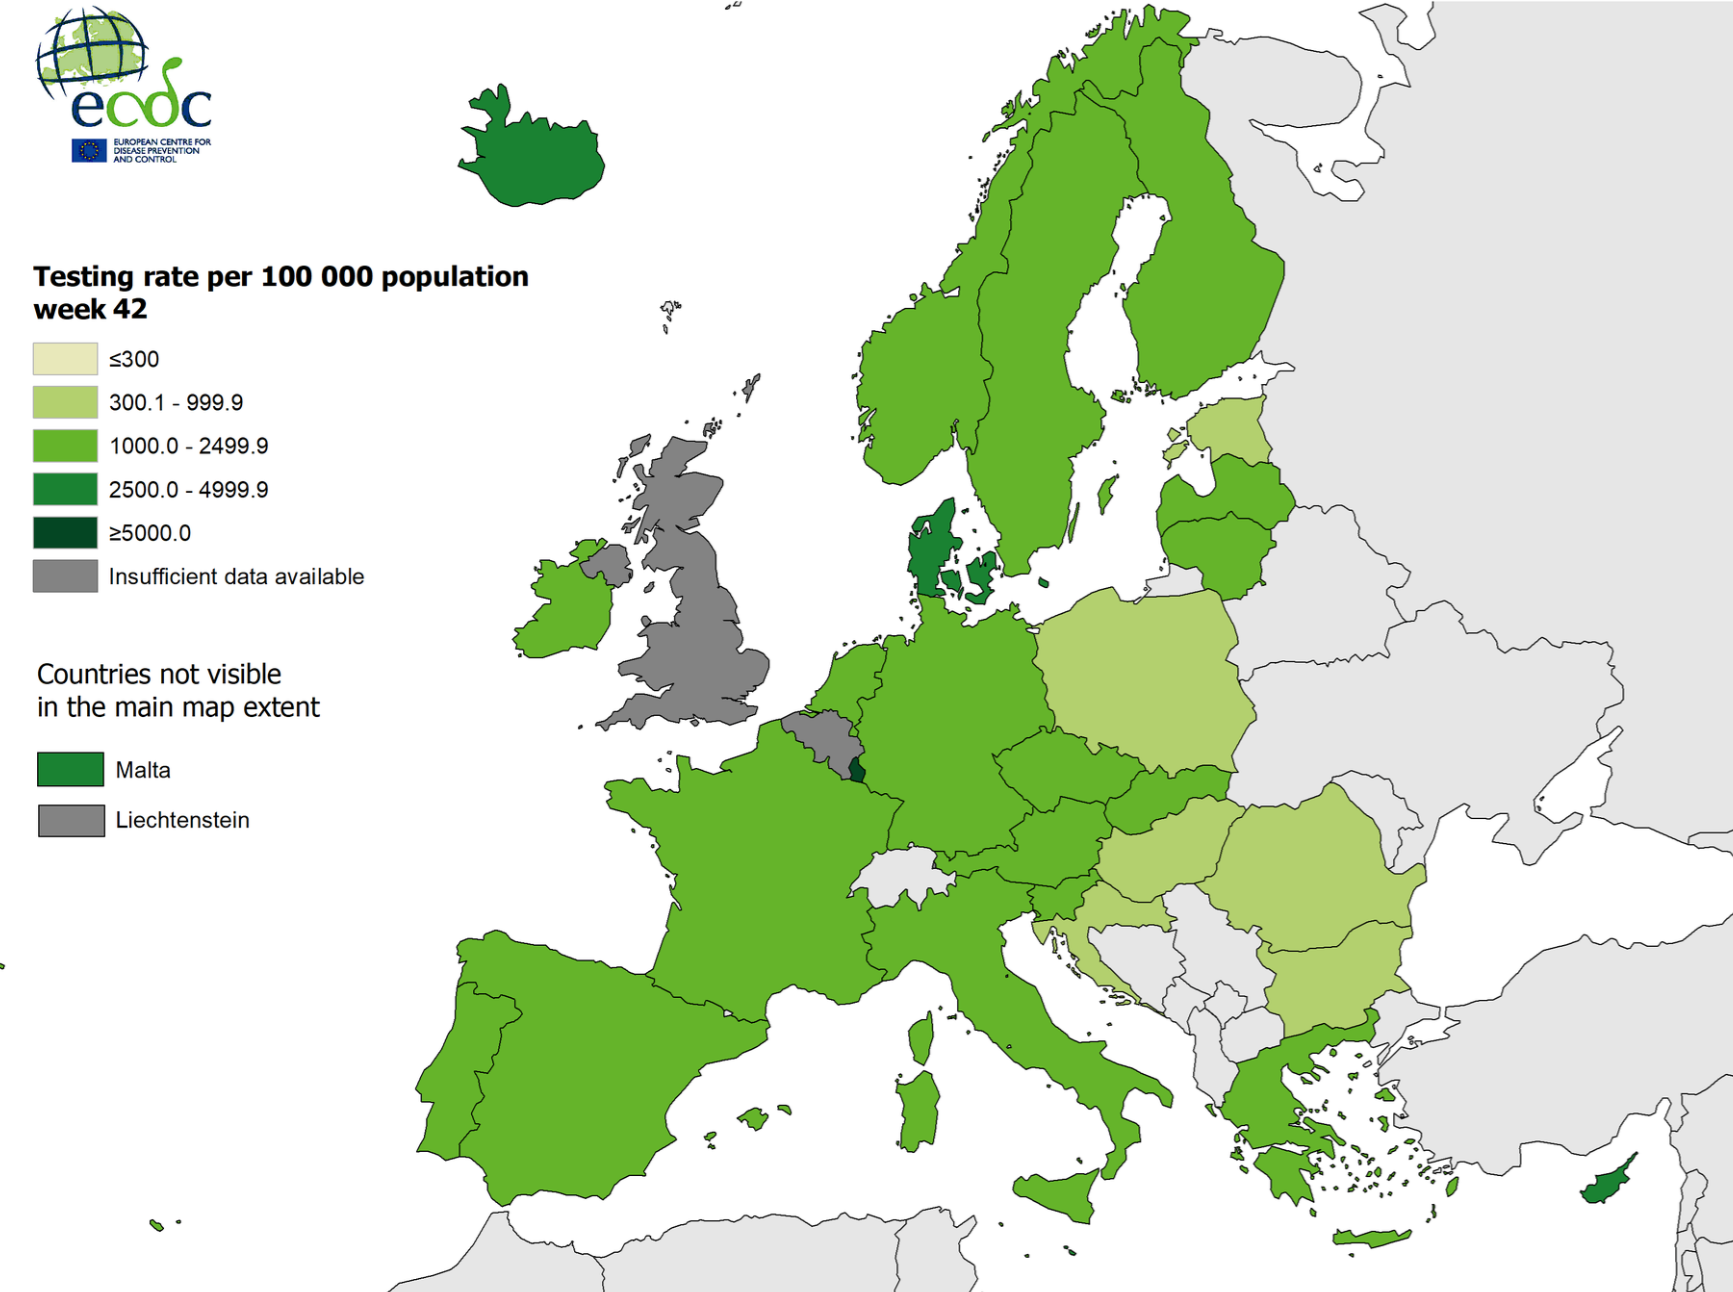 ecdc
EUROPEAN CENTRE FOR
DISEASE PREVENTION
AND CONTROL
Testing rate per 100 000 population
week 42
≤300
300.1 - 999.9
1000.0 - 2499.9
2500.0 - 4999.9
≥5000.0
Insufficient data available
Countries not visible
in the main map extent
Malta
Liechtenstein